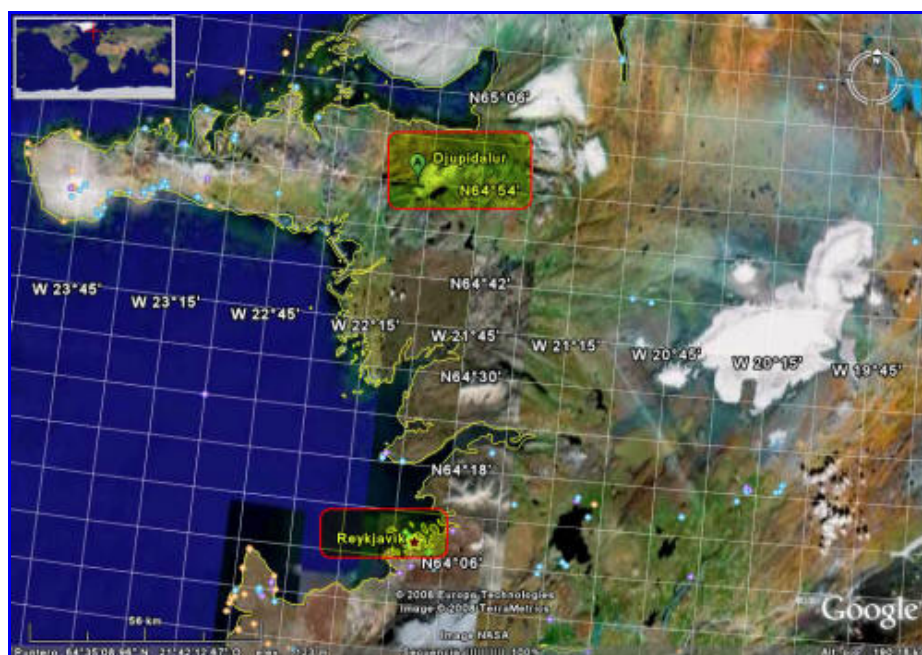 N65°06'
Djupidalur
N64°54'
N64°42'
W 23°45'
W 23°15'
W 22°45'
W 22°15'
W 21°45'
W 21°15'
W 20°45'
W 20°15'
W 19°45'
N64°30'
N64°18'
Reykjavik
N64°06'
© 2008 Europa Technologies
Image © 2008 TerraMetrics
Image NASA
Google
56 km